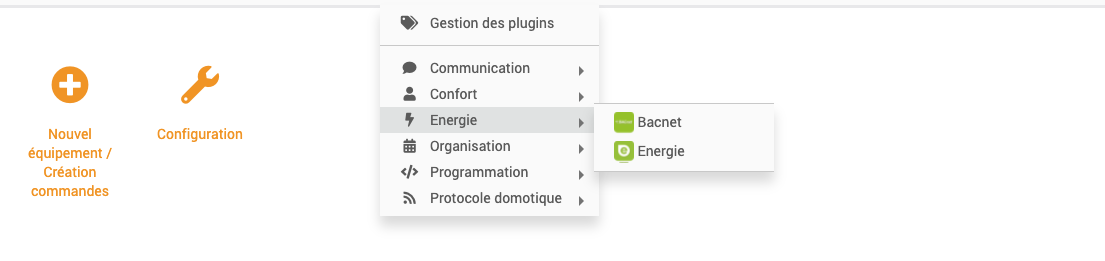 Gestion des plugins
Communication
Confort
Energie
Organisation
Programmation
Protocole domotique
Bacnet
Energie
Nouvel
équipement /
Création
commandes
Configuration